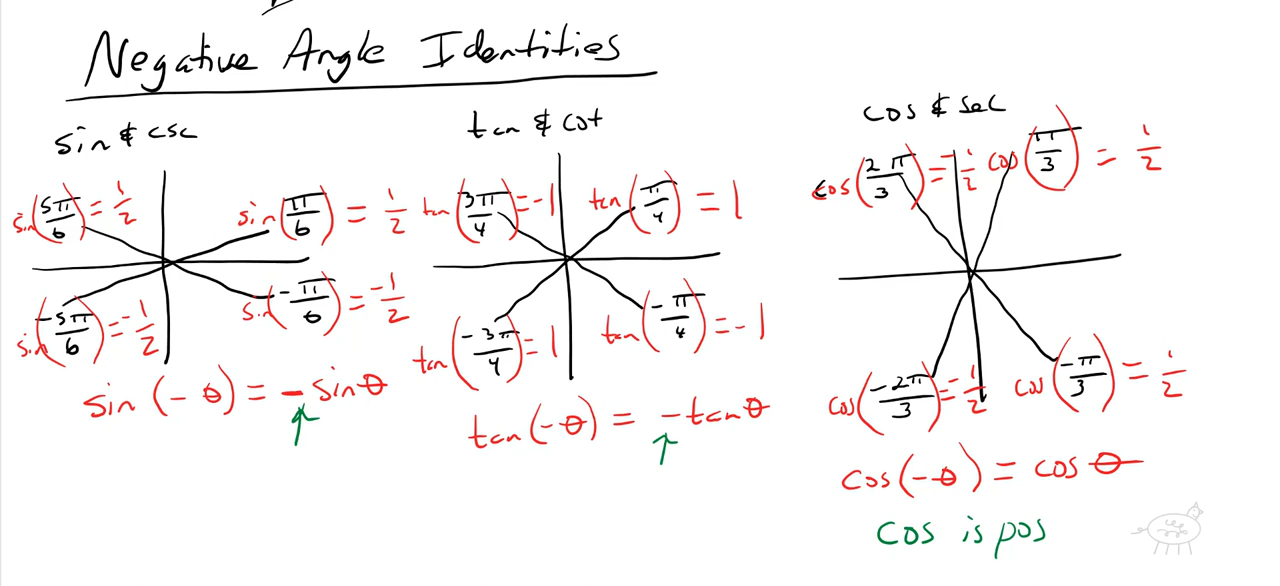 Negative Angle Identities
sin & csc
sin(5π/6) = 1/2
sin(π/6) = 1/2
sin(-5π/6) = -1/2
sin(-π/6) = -1/2
sin(-θ) = -sinθ
tan & cot
tan(3π/4) = -1
tan(π/4) = 1
tan(-3π/4) = 1
tan(-π/4) = -1
tan(-θ) = -tanθ
cos & sec
cos(2π/3) = -1/2
cos(π/3) = 1/2
cos(-2π/3) = -1/2
cos(-π/3) = 1/2
cos(-θ) = cos θ
cos is pos